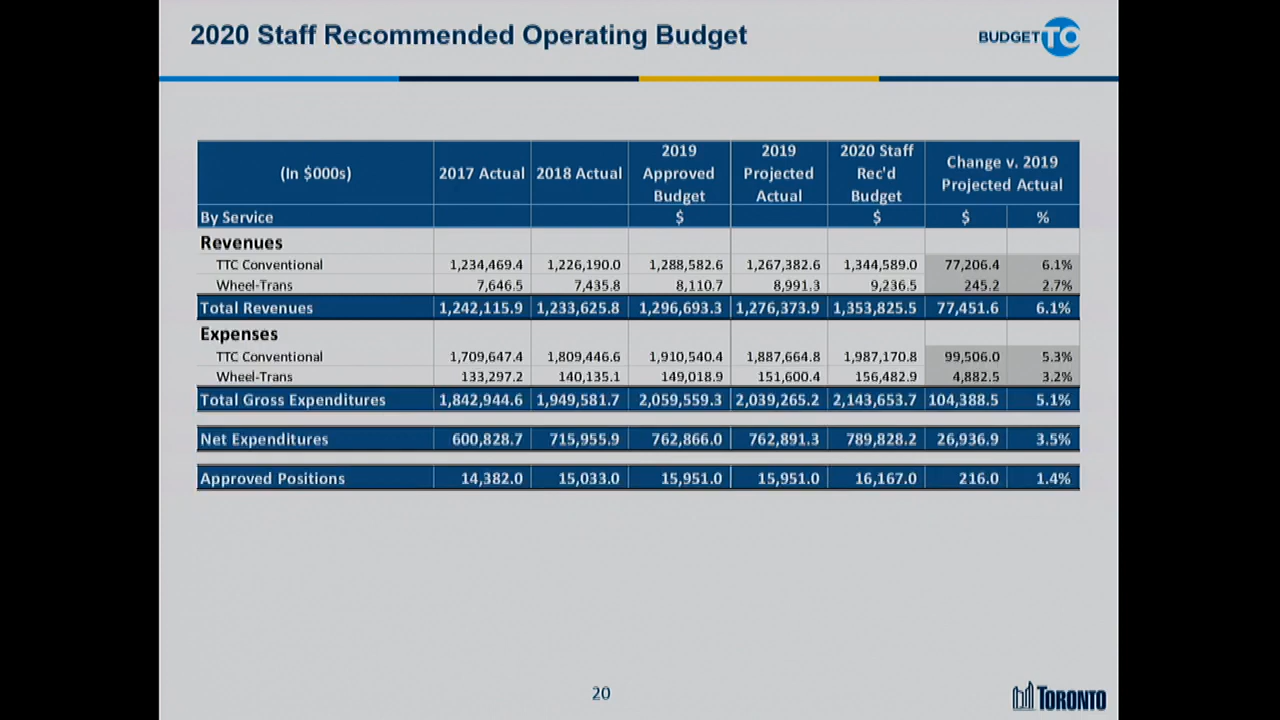 2020 Staff Recommended Operating Budget
BUDGETTO
(In $000s) 2017 Actual 2018 Actual 2019 Approved Budget 2019 Projected Actual 2020 Staff Rec'd Budget Change v. 2019 Projected Actual
By Service $ $ $ %
Revenues
TTC Conventional 1,234,469.4 1,226,190.0 1,288,582.6 1,267,382.6 1,344,589.0 77,206.4 6.1%
Wheel-Trans 7,646.5 7,435.8 8,110.7 8,991.3 9,236.5 245.2 2.7%
Total Revenues 1,242,115.9 1,233,625.8 1,296,693.3 1,276,373.9 1,353,825.5 77,451.6 6.1%
Expenses
TTC Conventional 1,709,647.4 1,809,446.6 1,910,540.4 1,887,664.8 1,987,170.8 99,506.0 5.3%
Wheel-Trans 133,297.2 140,135.1 149,018.9 151,600.4 156,482.9 4,882.5 3.2%
Total Gross Expenditures 1,842,944.6 1,949,581.7 2,059,559.3 2,039,265.2 2,143,653.7 104,388.5 5.1%
Net Expenditures 600,828.7 715,955.9 762,866.0 762,891.3 789,828.2 26,936.9 3.5%
Approved Positions 14,382.0 15,033.0 15,951.0 15,951.0 16,167.0 216.0 1.4%
20
TORONTO